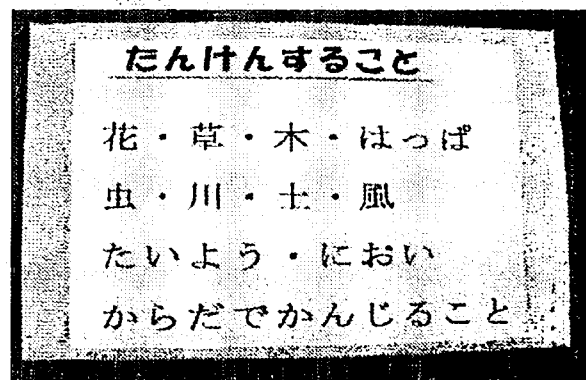 たんけんすること
花・草・木・はっぱ
虫・川・土・風
たいよう・におい
からだでかんじること